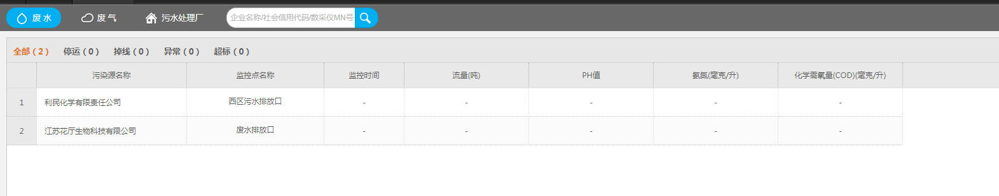 废 水 废 气 污水处理厂 企业名称/社会信用代码/数采仪MN号
全部 ( 2 ) 停运 ( 0 ) 掉线 ( 0 ) 异常 ( 0 ) 超标 ( 0 )
污染源名称 监控点名称 监控时间 流量(吨) PH值 氨氮(毫克/升) 化学需氧量(COD)(毫克/升)
1 利民化学有限责任公司 西区污水排放口 - - - - -
2 江苏花厅生物科技有限公司 废水排放口 - - - - -